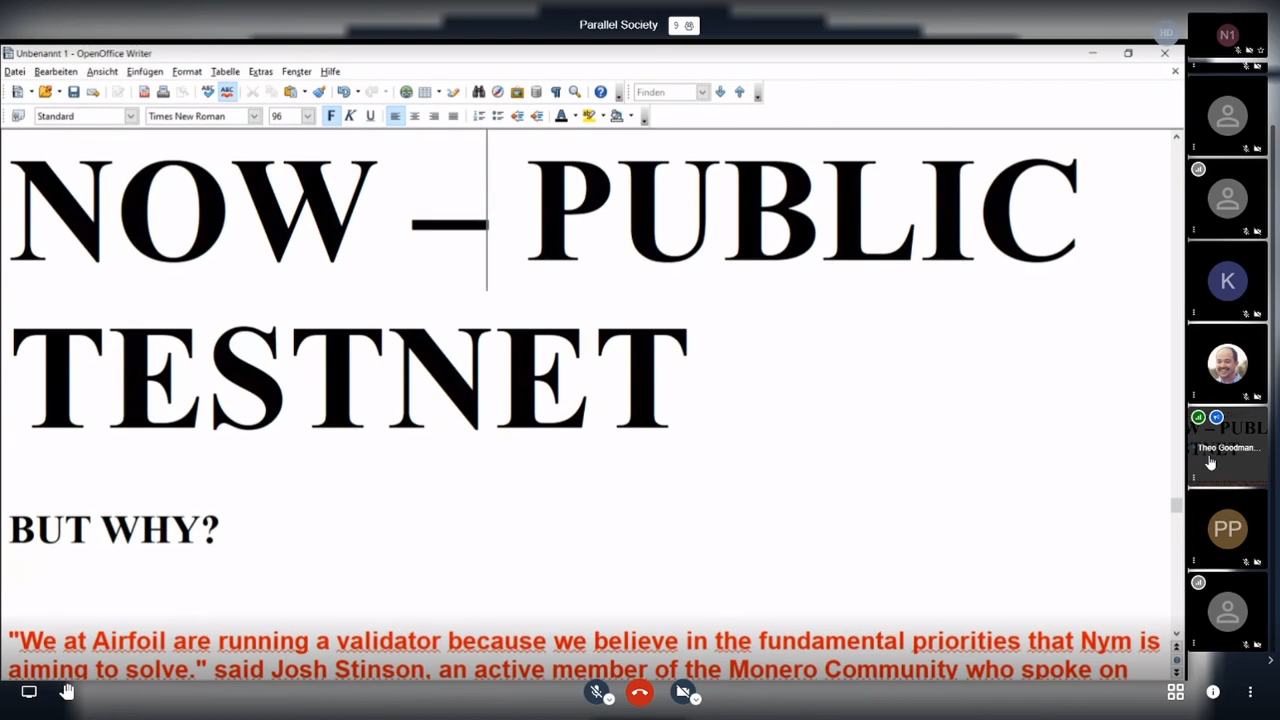 Parallel Society
9
HD
N1
Unbenannt 1 - OpenOffice Writer
Datei Bearbeiten Ansicht Einfügen Format Tabelle Extras Fenster Hilfe
Finden
Standard Times New Roman 96 F K U
NOW – PUBLIC
TESTNET
BUT WHY?
"We at Airfoil are running a validator because we believe in the fundamental priorities that Nym is
aiming to solve." said Josh Stinson, an active member of the Monero Community who spoke on
K
Theo Goodman...
PP